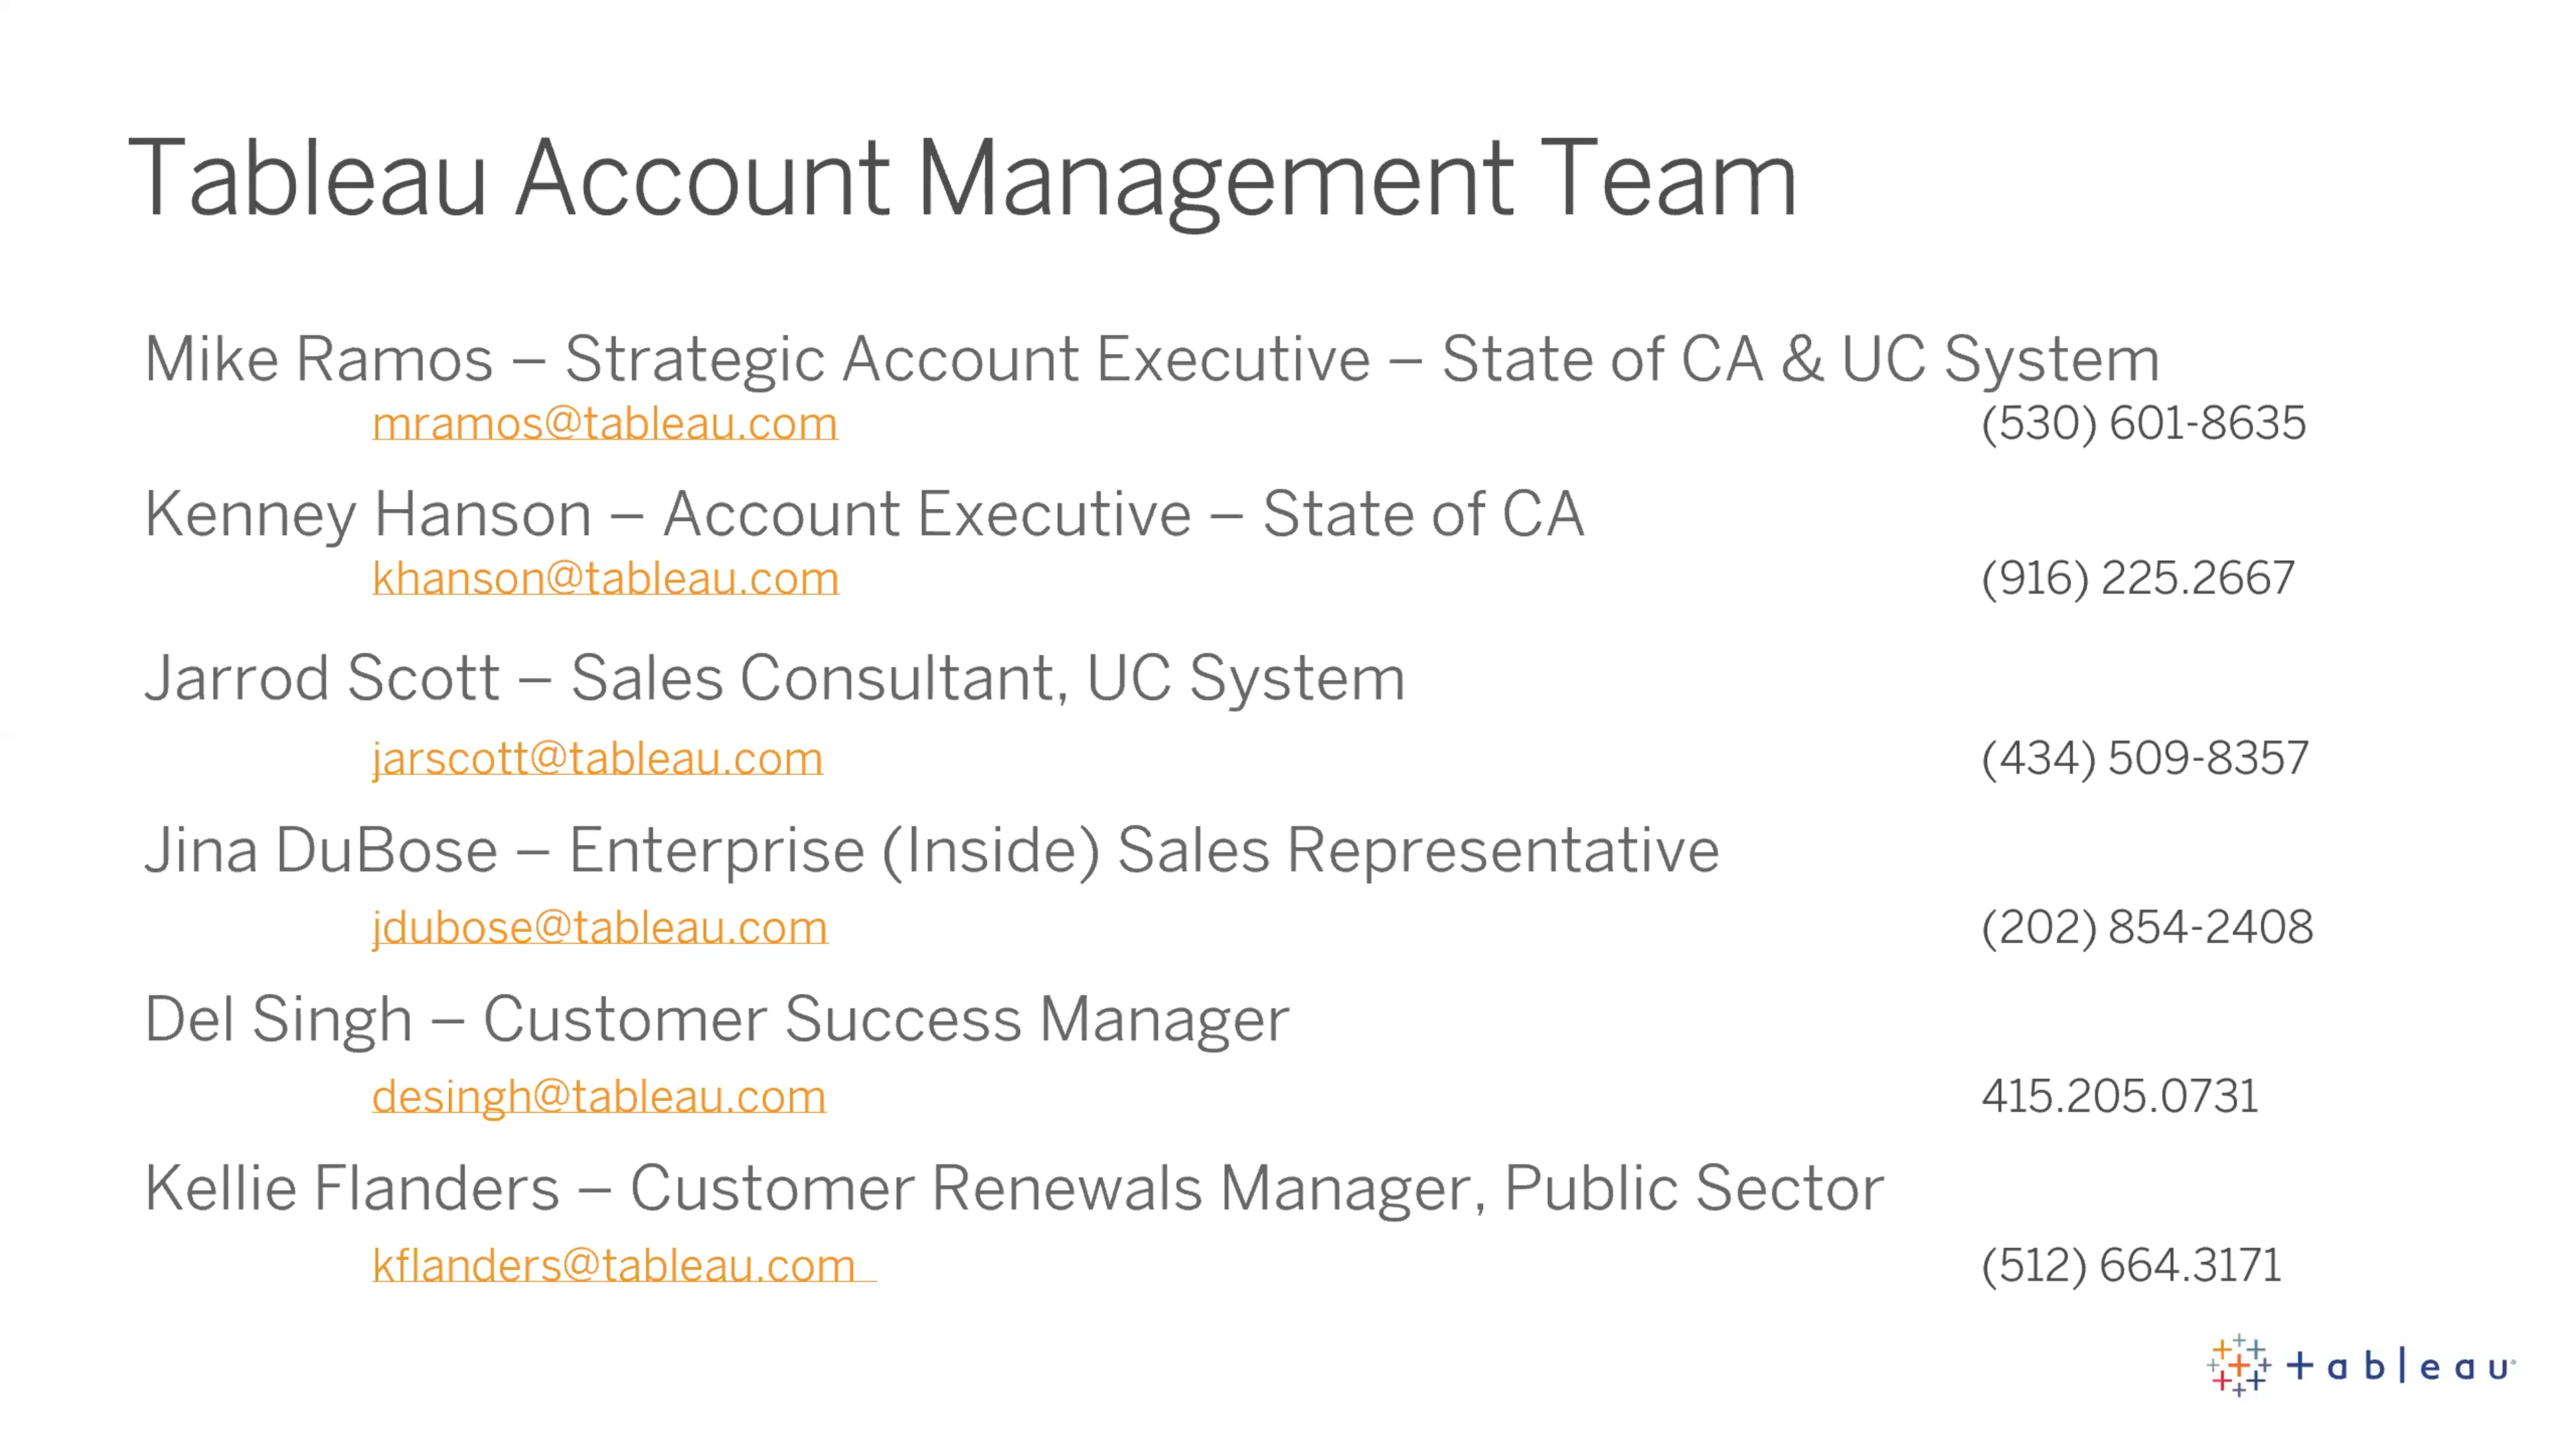 Tableau Account Management Team
Mike Ramos – Strategic Account Executive – State of CA & UC System
mramos@tableau.com (530) 601-8635
Kenney Hanson – Account Executive – State of CA
khanson@tableau.com (916) 225.2667
Jarrod Scott – Sales Consultant, UC System
jarscott@tableau.com (434) 509-8357
Jina DuBose – Enterprise (Inside) Sales Representative
jdubose@tableau.com (202) 854-2408
Del Singh – Customer Success Manager
desingh@tableau.com 415.205.0731
Kellie Flanders – Customer Renewals Manager, Public Sector
kflanders@tableau.com (512) 664.3171
+ableau